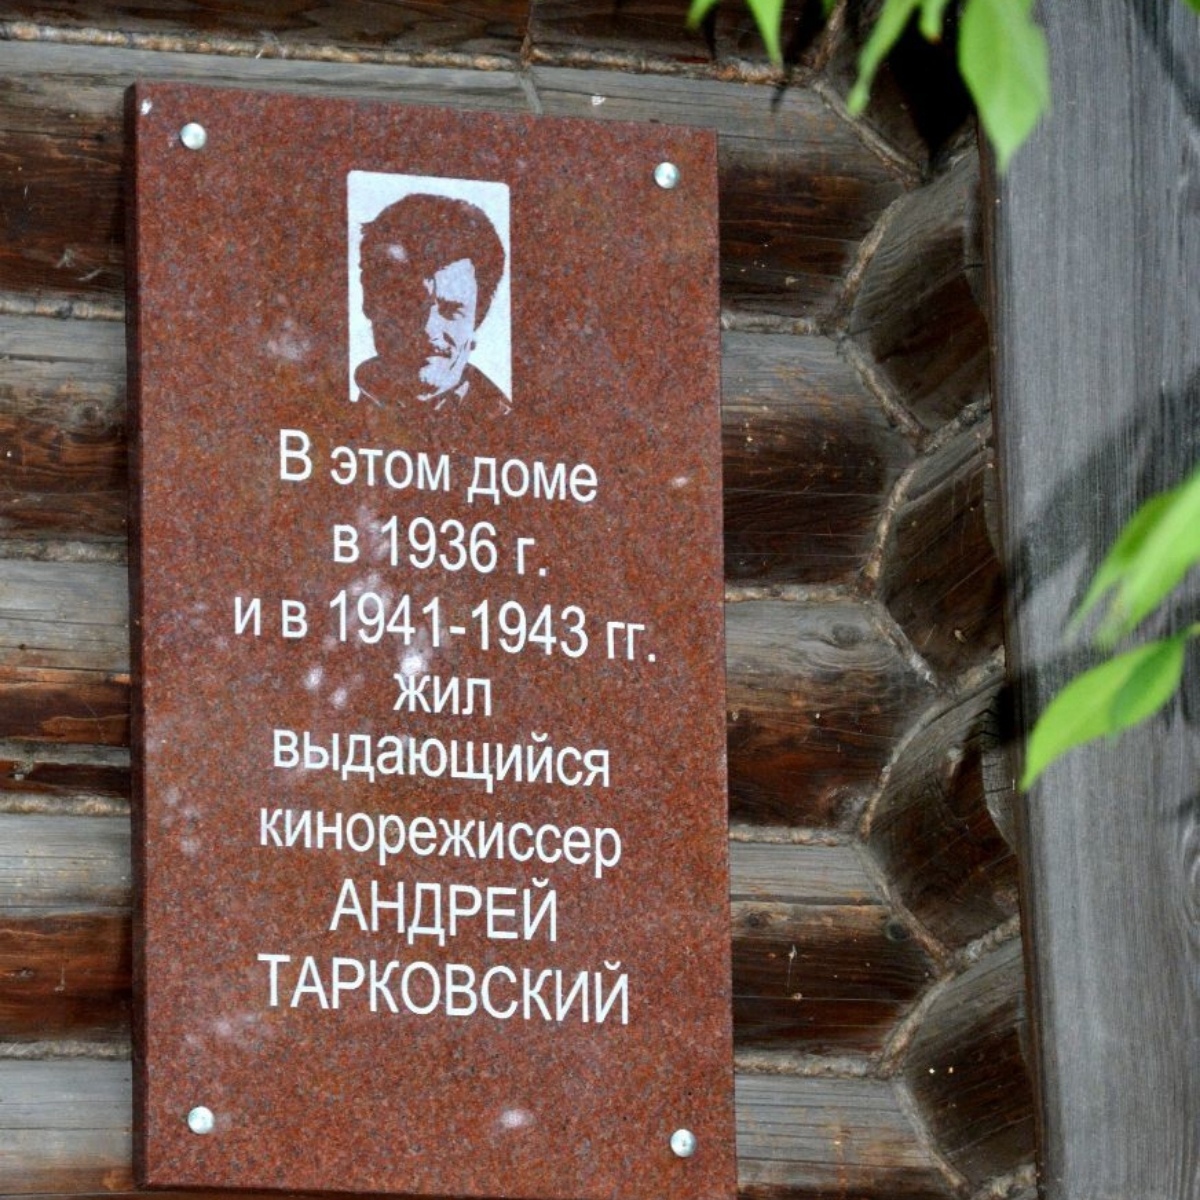 В этом доме
в 1936 г.
и в 1941-1943 гг.
жил
выдающийся
кинорежиссер
АНДРЕЙ
ТАРКОВСКИЙ